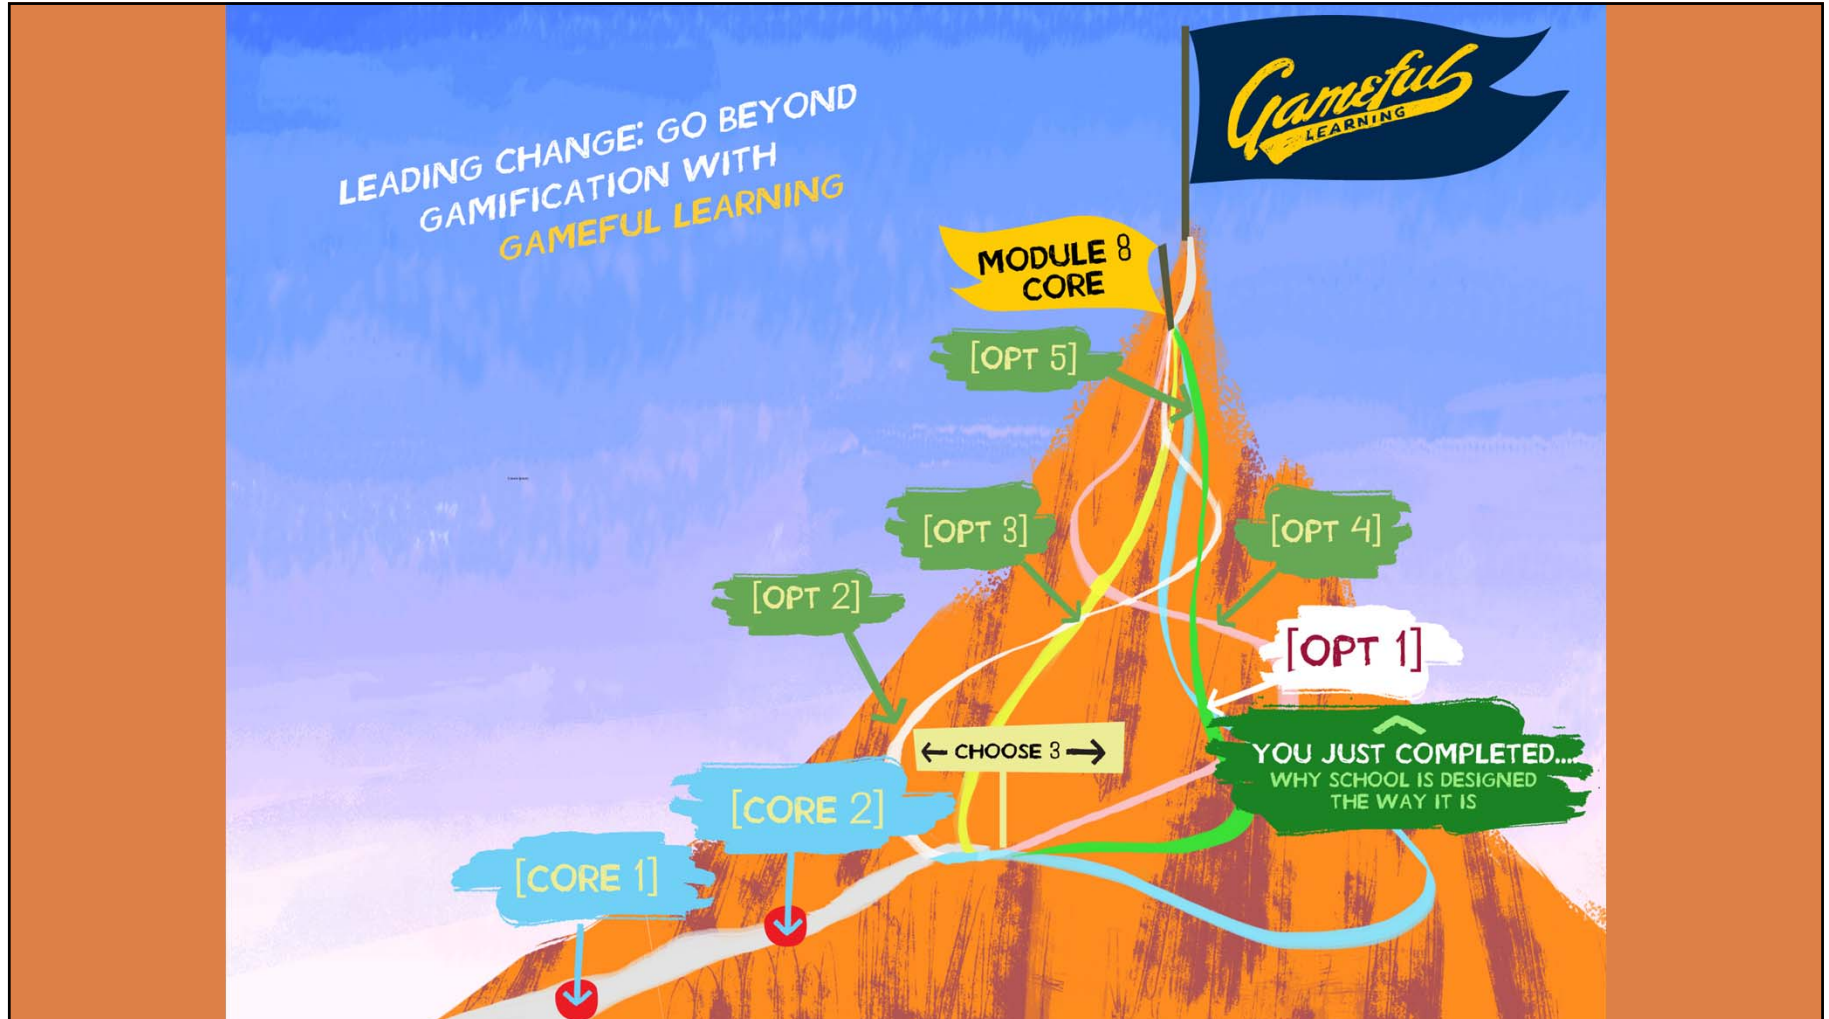 LEADING CHANGE: GO BEYOND
GAMIFICATION WITH
GAMEFUL LEARNING
Gameful
LEARNING
MODULE 8
CORE
[OPT 5]
[OPT 3]
[OPT 4]
[OPT 2]
[OPT 1]
← CHOOSE 3 →
YOU JUST COMPLETED...
WHY SCHOOL IS DESIGNED
THE WAY IT IS
[CORE 2]
[CORE 1]